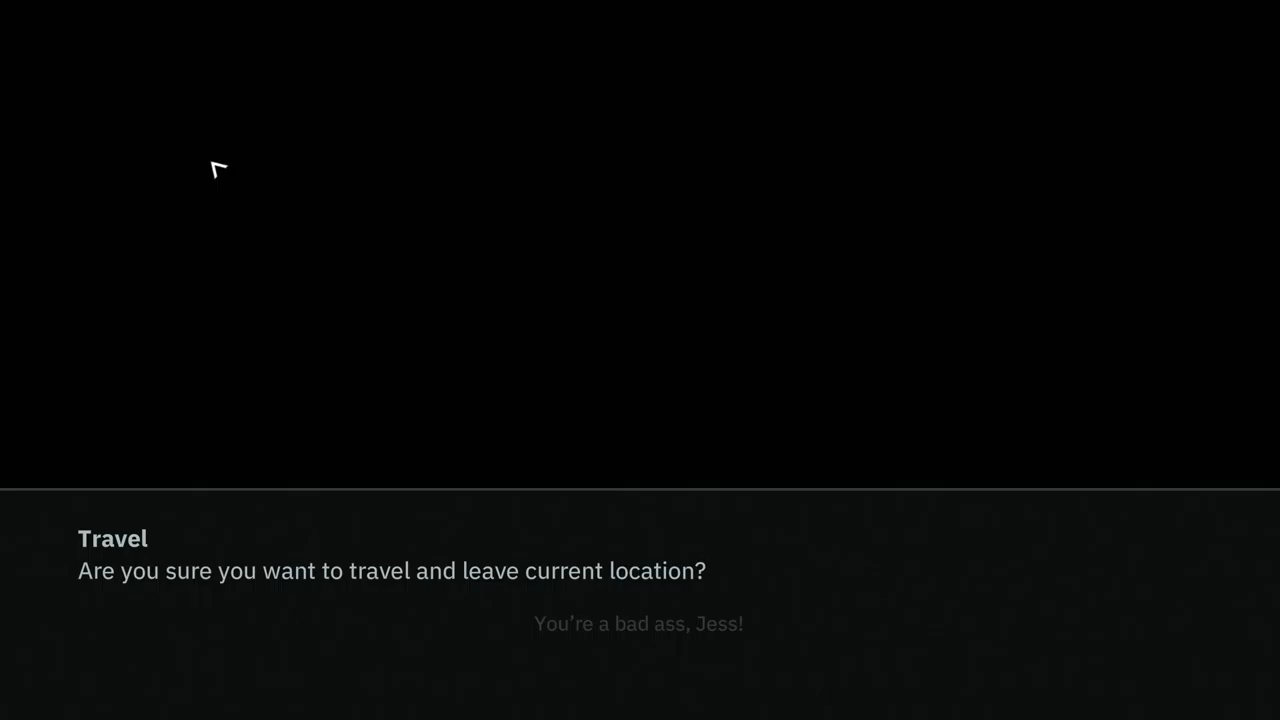 Travel
Are you sure you want to travel and leave current location?
You’re a bad ass, Jess!